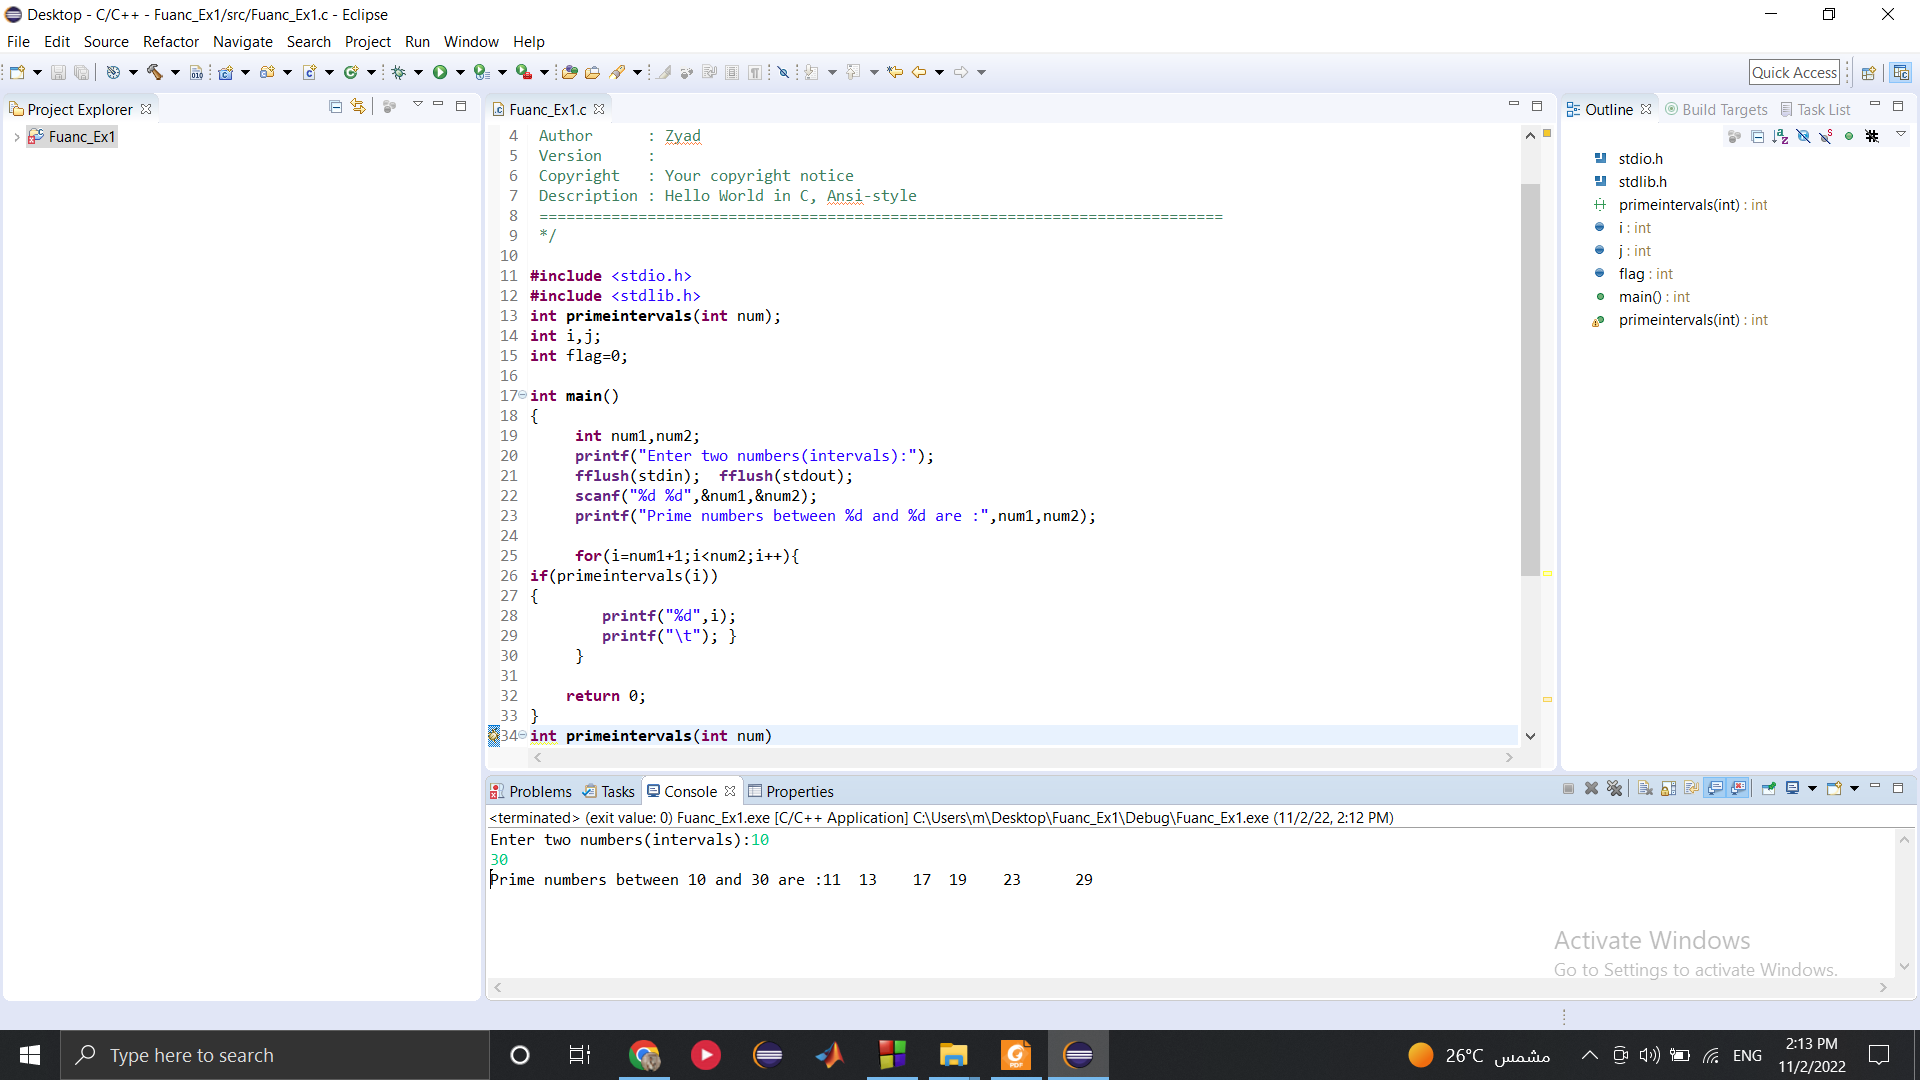 Desktop - C/C++ - Fuanc_Ex1/src/Fuanc_Ex1.c - Eclipse
File Edit Source Refactor Navigate Search Project Run Window Help
Quick Access
Project Explorer
Fuanc_Ex1
Fuanc_Ex1.c
4 Author : Zyad
5 Version :
6 Copyright : Your copyright notice
7 Description : Hello World in C, Ansi-style
8 ============================================================================
9 */
10
11 #include <stdio.h>
12 #include <stdlib.h>
13 int primeintervals(int num);
14 int i,j;
15 int flag=0;
16
17 int main()
18 {
19 int num1,num2;
20 printf("Enter two numbers(intervals):");
21 fflush(stdin); fflush(stdout);
22 scanf("%d %d",&num1,&num2);
23 printf("Prime numbers between %d and %d are :",num1,num2);
24
25 for(i=num1+1;i<num2;i++){
26 if(primeintervals(i))
27 {
28 printf("%d",i);
29 printf("\t"); }
30 }
31
32 return 0;
33 }
34 int primeintervals(int num)
Outline Build Targets Task List
stdio.h
stdlib.h
primeintervals(int) : int
i : int
j : int
flag : int
main() : int
primeintervals(int) : int
Problems Tasks Console Properties
<terminated> (exit value: 0) Fuanc_Ex1.exe [C/C++ Application] C:\Users\m\Desktop\Fuanc_Ex1\Debug\Fuanc_Ex1.exe (11/2/22, 2:12 PM)
Enter two numbers(intervals):10
30
Prime numbers between 10 and 30 are :11 13 17 19 23 29
Activate Windows
Go to Settings to activate Windows.
Type here to search
26°C مشمس
ENG
2:13 PM
11/2/2022